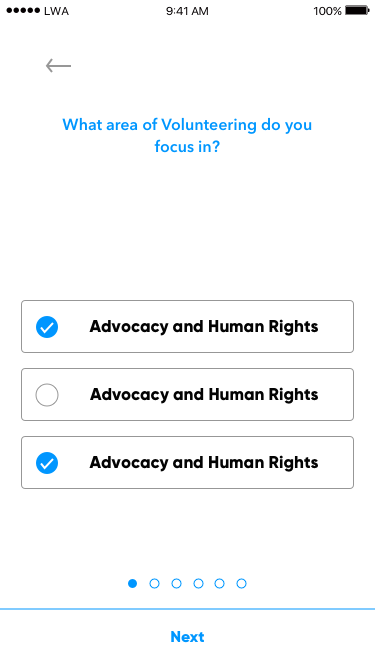 LWA 9:41 AM 100%
What area of Volunteering do you
focus in?
Advocacy and Human Rights
Advocacy and Human Rights
Advocacy and Human Rights
Next